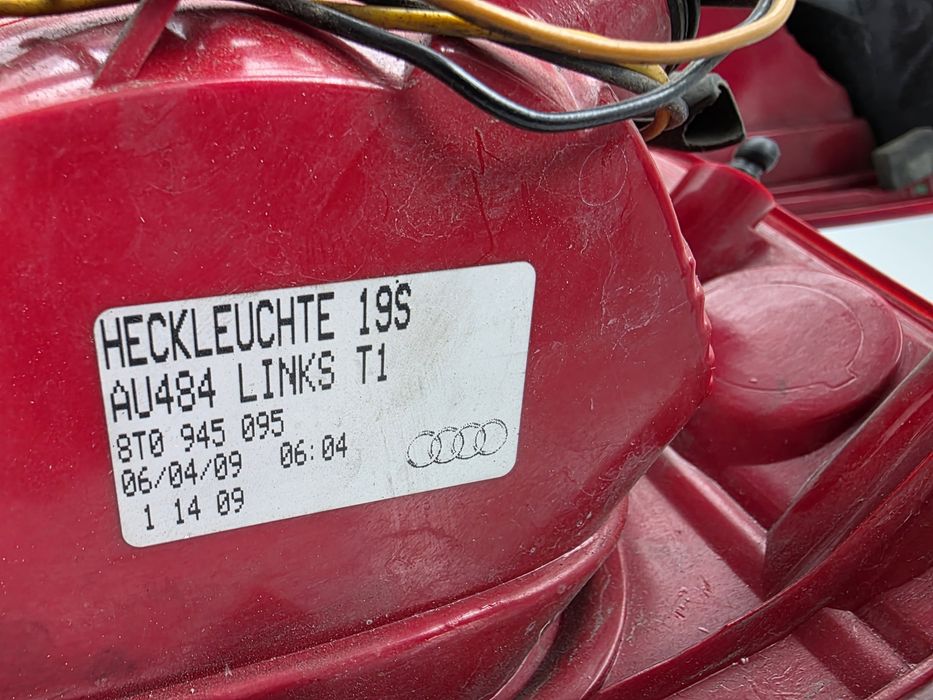 HECKLEUCHTE 19S
AU484 LINKS T1
8T0 945 095
06/04/09 06:04
1 14 09